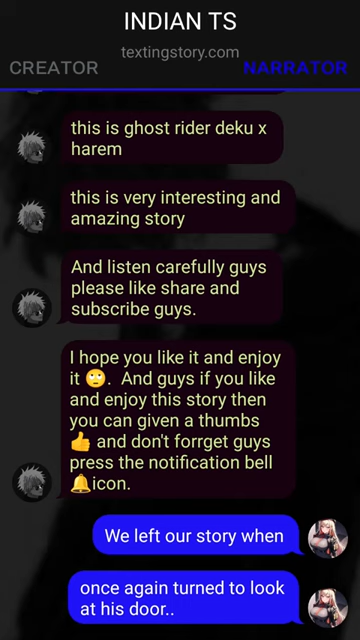 INDIAN TS
textingstory.com
CREATOR
NARRATOR
this is ghost rider deku x
harem
this is very interesting and
amazing story
And listen carefully guys
please like share and
subscribe guys.
I hope you like it and enjoy
it 🙄.  And guys if you like
and enjoy this story then
you can given a thumbs
👍 and don't forrget guys
press the notification bell
🔔icon.
We left our story when
once again turned to look
at his door..